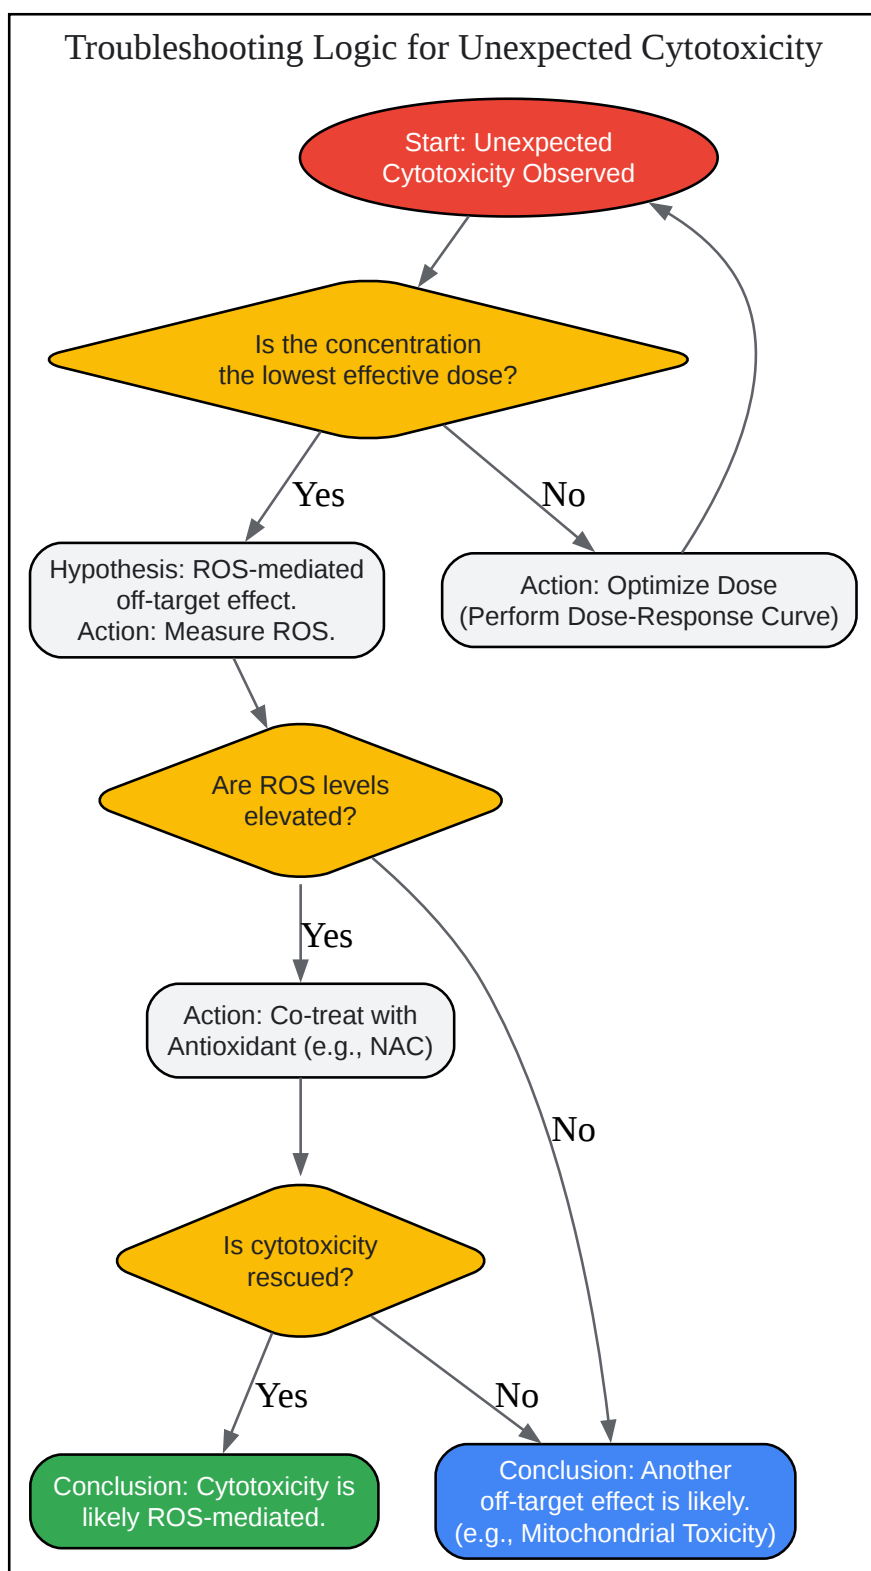 Troubleshooting Logic for Unexpected Cytotoxicity
Start: Unexpected
Cytotoxicity Observed
Is the concentration
the lowest effective dose?
Yes
No
Hypothesis: ROS-mediated
off-target effect.
Action: Measure ROS.
Action: Optimize Dose
(Perform Dose-Response Curve)
Are ROS levels
elevated?
Yes
Action: Co-treat with
Antioxidant (e.g., NAC)
No
Is cytotoxicity
rescued?
Yes
No
Conclusion: Cytotoxicity is
likely ROS-mediated.
Conclusion: Another
off-target effect is likely.
(e.g., Mitochondrial Toxicity)